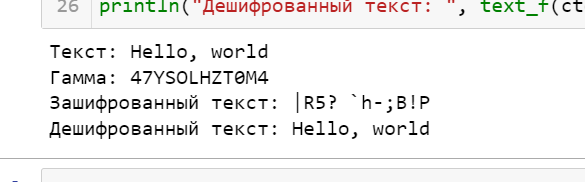 26 println("Дешифрованный текст: ", text_f(ct
Текст: Hello, world
Гамма: 47YSOLHZT0M4
Зашифрованный текст: |R5? `h-;B!P
Дешифрованный текст: Hello, world